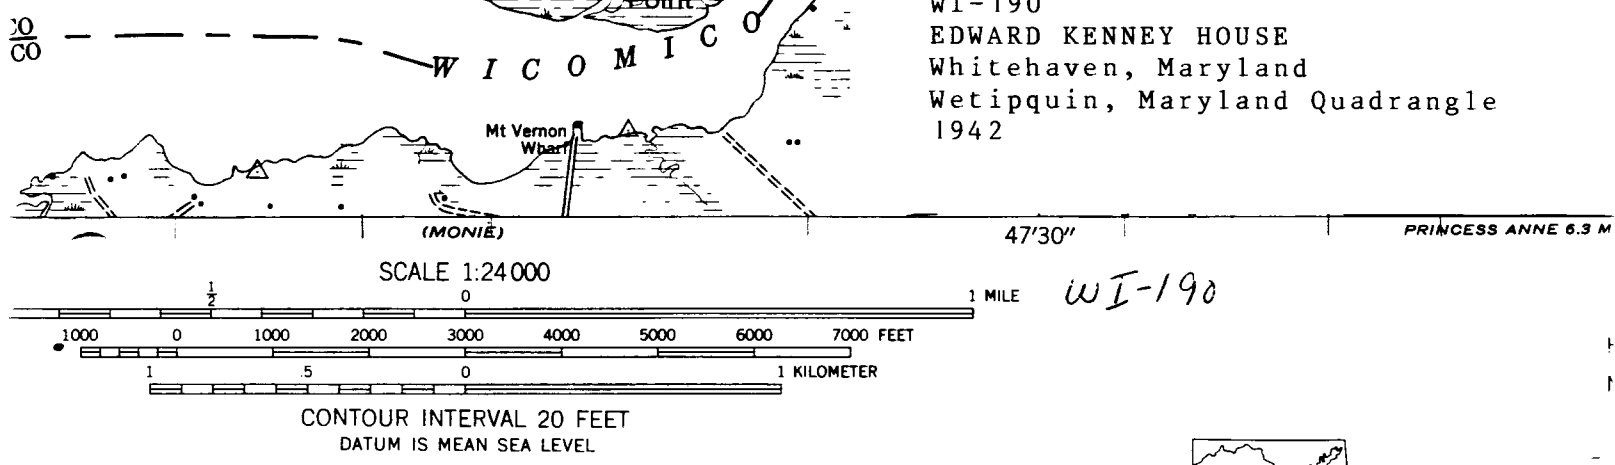 WI-190
EDWARD KENNEY HOUSE
Whitehaven, Maryland
Wetipquin, Maryland Quadrangle
1942
CO
WICOMICO
Mt Vernon
Wharf
(MONIE)
47'30"
PRINCESS ANNE 6.3 M
SCALE 1:24 000
WI-190
1/2 0 1 MILE
1000 0 1000 2000 3000 4000 5000 6000 7000 FEET
1 .5 0 1 KILOMETER
CONTOUR INTERVAL 20 FEET
DATUM IS MEAN SEA LEVEL